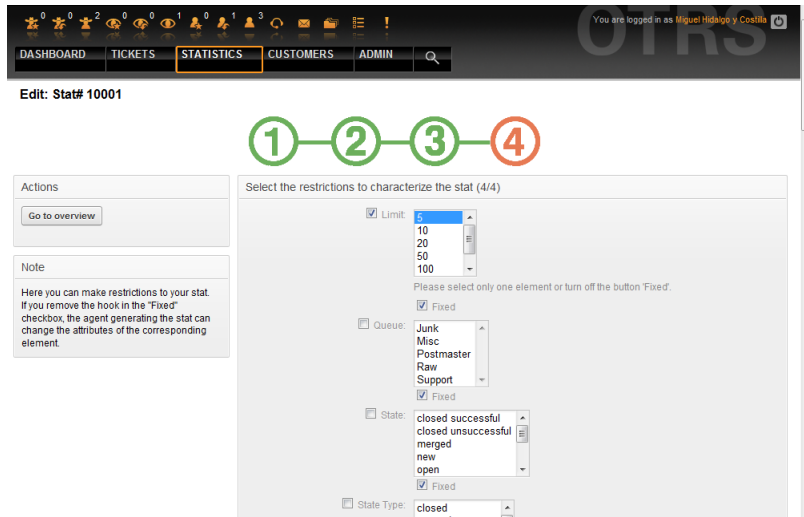 0 0 2 0 0 1 0 1 3
You are logged in as Miguel Hidalgo y Costilla
OTRS
DASHBOARD TICKETS STATISTICS CUSTOMERS ADMIN
Edit: Stat# 10001
1 2 3 4
Actions
Go to overview
Note
Here you can make restrictions to your stat.
If you remove the hook in the "Fixed"
checkbox, the agent generating the stat can
change the attributes of the corresponding
element.
Select the restrictions to characterize the stat (4/4)
Limit:
5
10
20
50
100
Please select only one element or turn off the button 'Fixed'.
Fixed
Queue:
Junk
Misc
Postmaster
Raw
Support
Fixed
State:
closed successful
closed unsuccessful
merged
new
open
Fixed
State Type:
closed